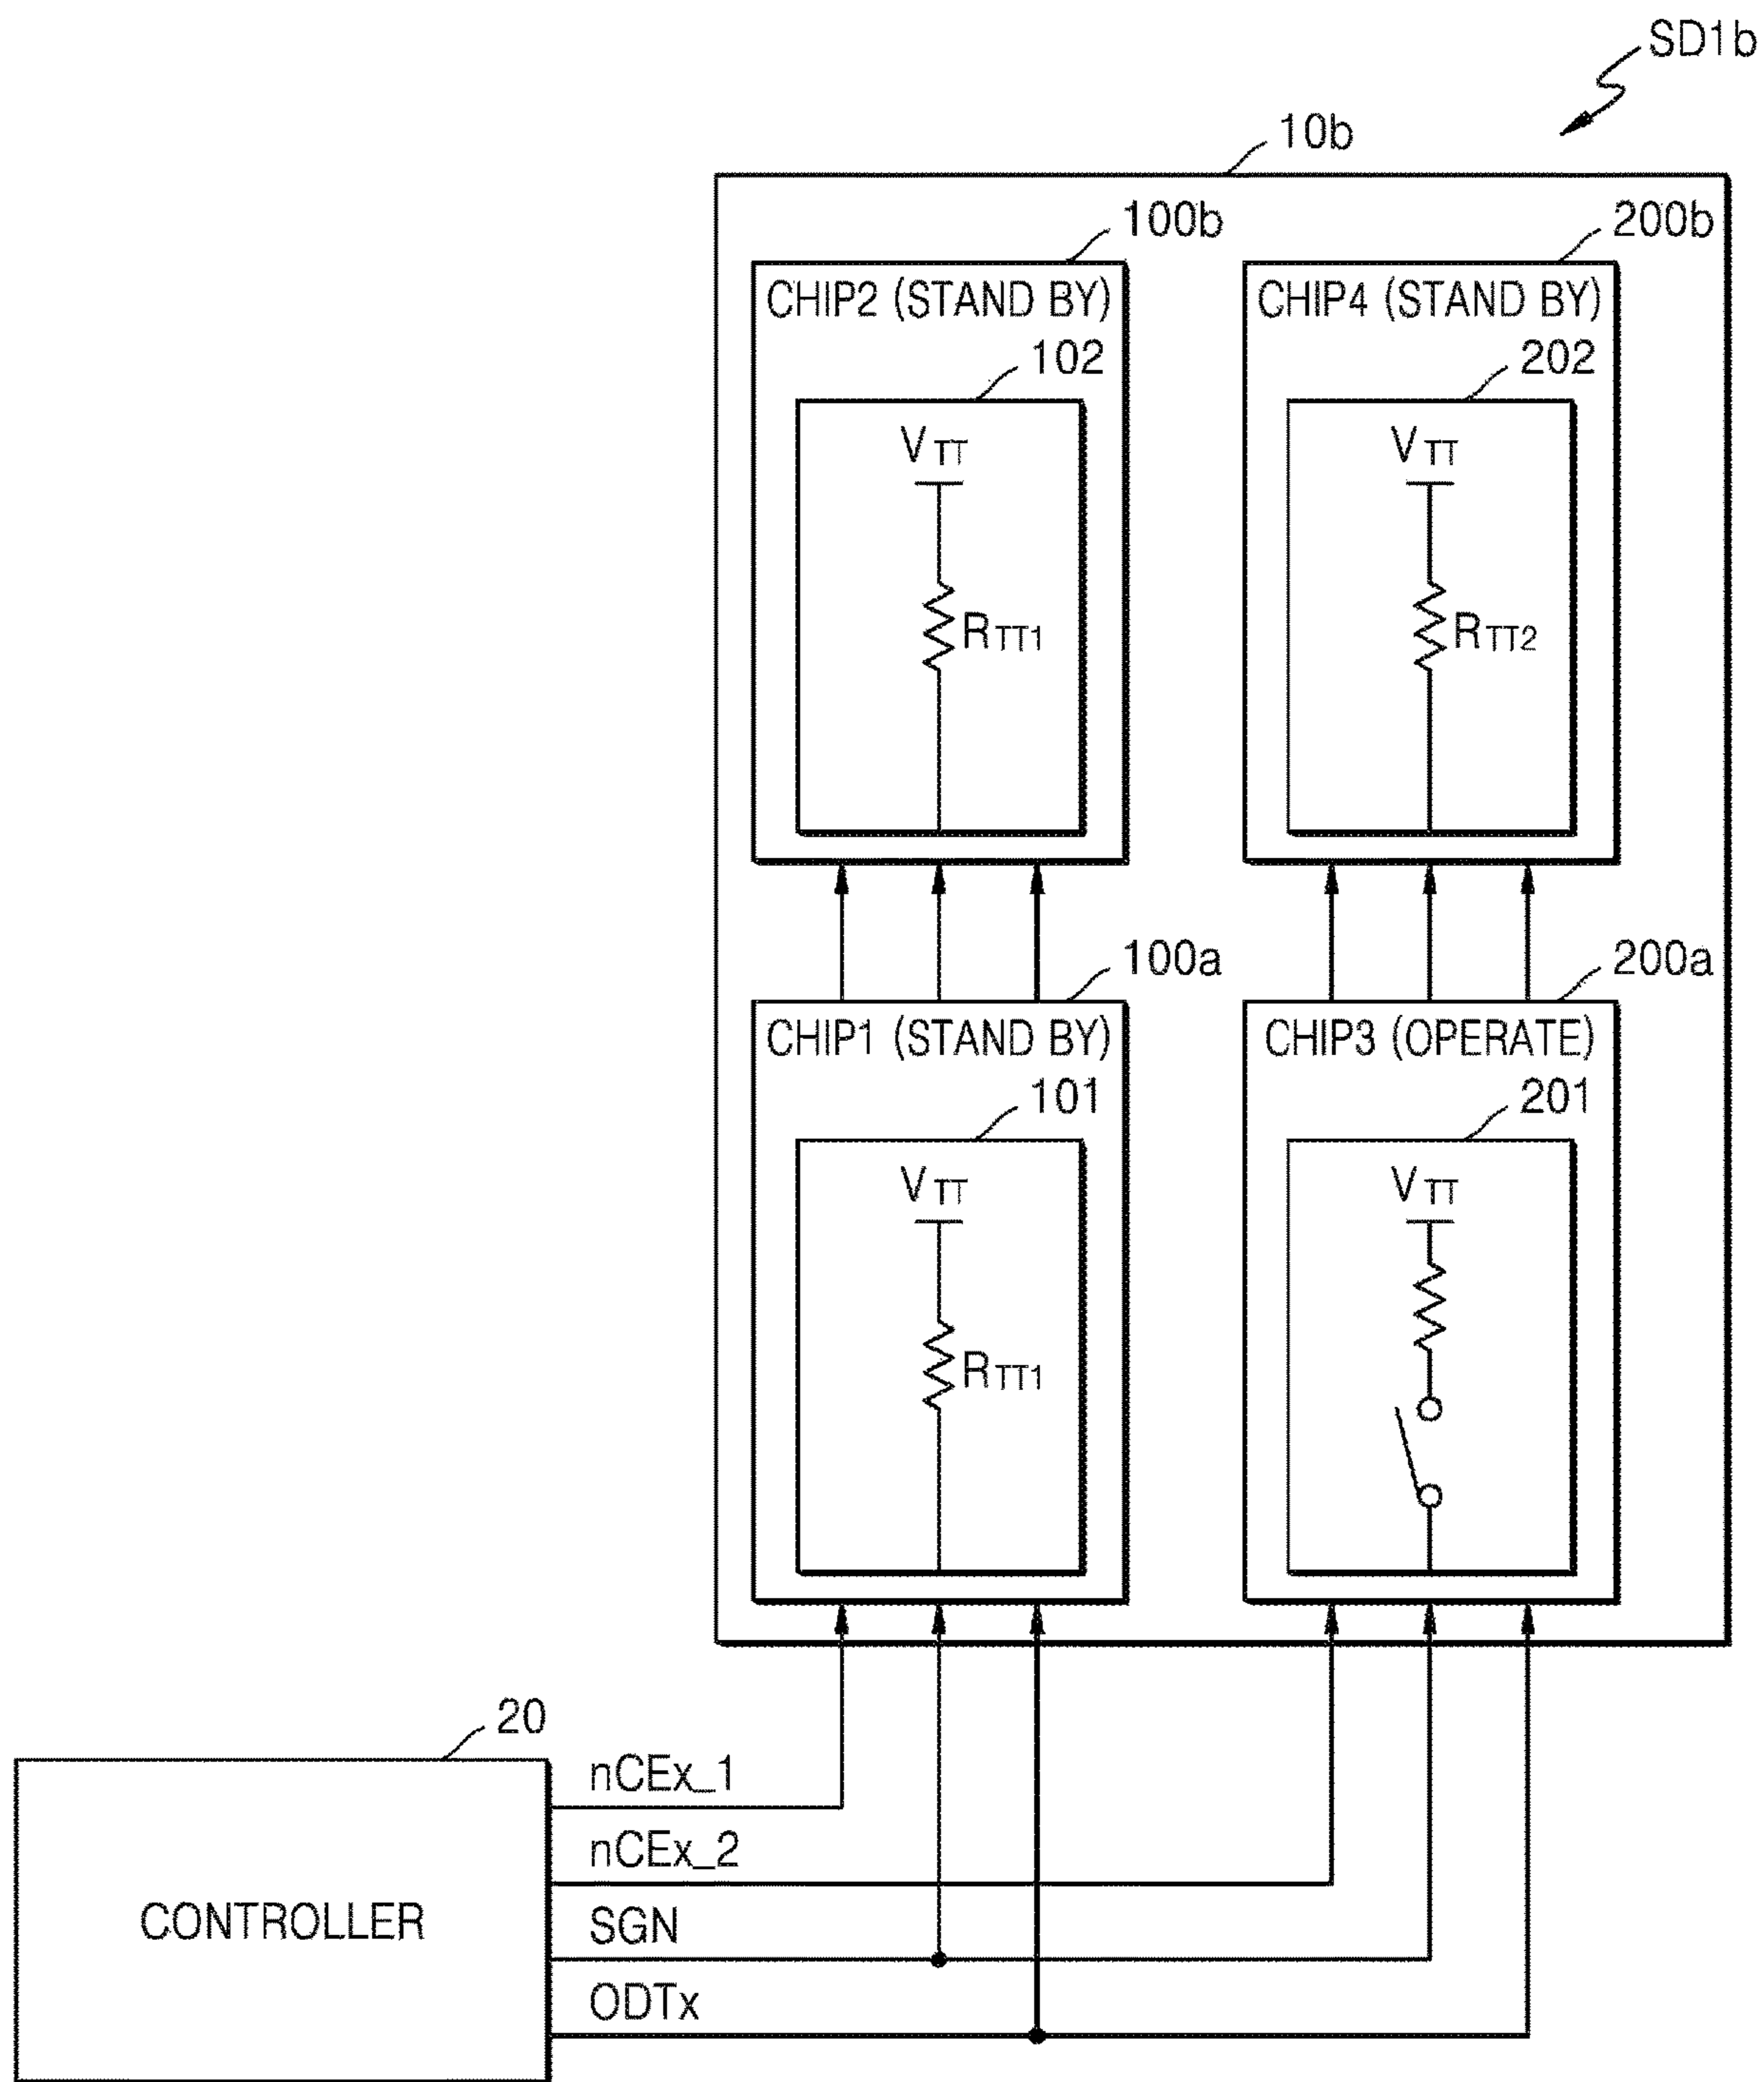 SD1b
10b
100b
200b
CHIP2 (STAND BY)
CHIP4 (STAND BY)
102
202
VTT
VTT
RTT1
RTT2
100a
200a
CHIP1 (STAND BY)
CHIP3 (OPERATE)
101
201
VTT
VTT
RTT1
20
nCEx_1
nCEx_2
CONTROLLER
SGN
ODTx